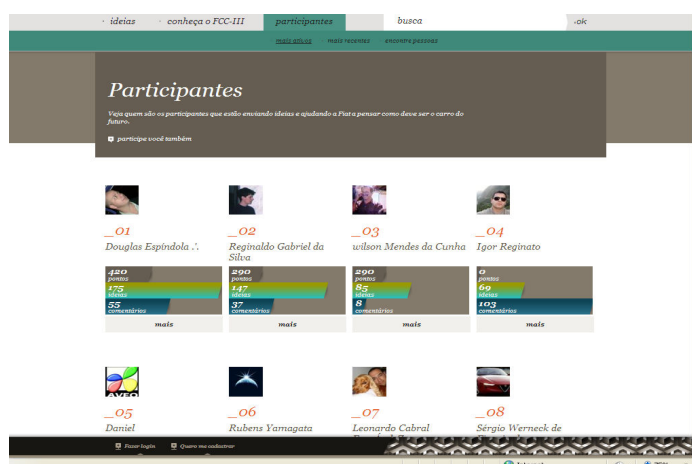 ideias
conheça o FCC-III
participantes
busca
ok
mais ativos
mais recentes
encontre pessoas
Participantes
Veja quem são os participantes que estão enviando ideias e ajudando a Fiat a pensar como deve ser o carro do
futuro.
participe você também
_01
Douglas Espíndola .'.
420
pontos
175
ideias
55
comentários
mais
_02
Reginaldo Gabriel da
Silva
290
pontos
147
ideias
37
comentários
mais
_03
wilson Mendes da Cunha
290
pontos
85
ideias
8
comentários
mais
_04
Igor Reginato
0
pontos
69
ideias
103
comentários
mais
AVEO
_05
Daniel
_06
Rubens Yamagata
_07
Leonardo Cabral
_08
Sérgio Werneck de
Fazer login
Quero me cadastrar
Internet